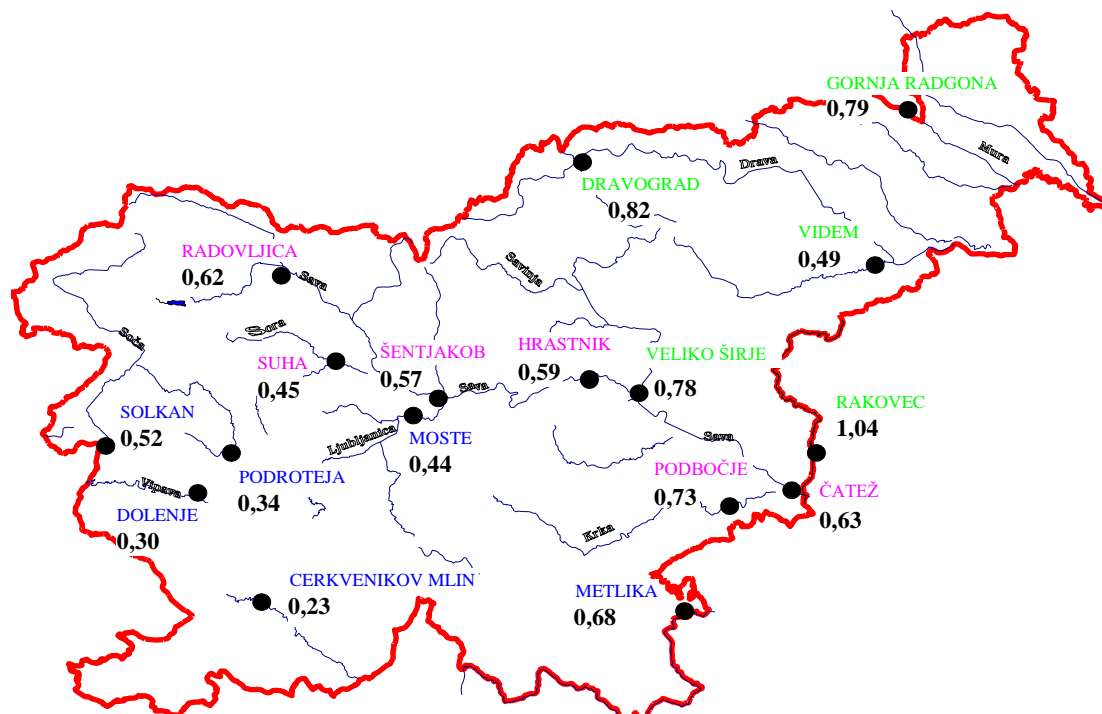 GORNJA RADGONA
0,79
Mura
Drava
DRAVOGRAD
0,82
VIDEM
0,49
RADOVLJICA
0,62
Sava
Savinja
Soča
Sora
SUHA
0,45
ŠENTJAKOB
0,57
Sava
HRASTNIK
0,59
VELIKO ŠIRJE
0,78
RAKOVEC
1,04
SOLKAN
0,52
Ljubljanica
MOSTE
0,44
Sava
PODROTEJA
0,34
PODBOČJE
0,73
ČATEŽ
0,63
Vipava
DOLENJE
0,30
Krka
CERKVENIKOV MLIN
0,23
METLIKA
0,68